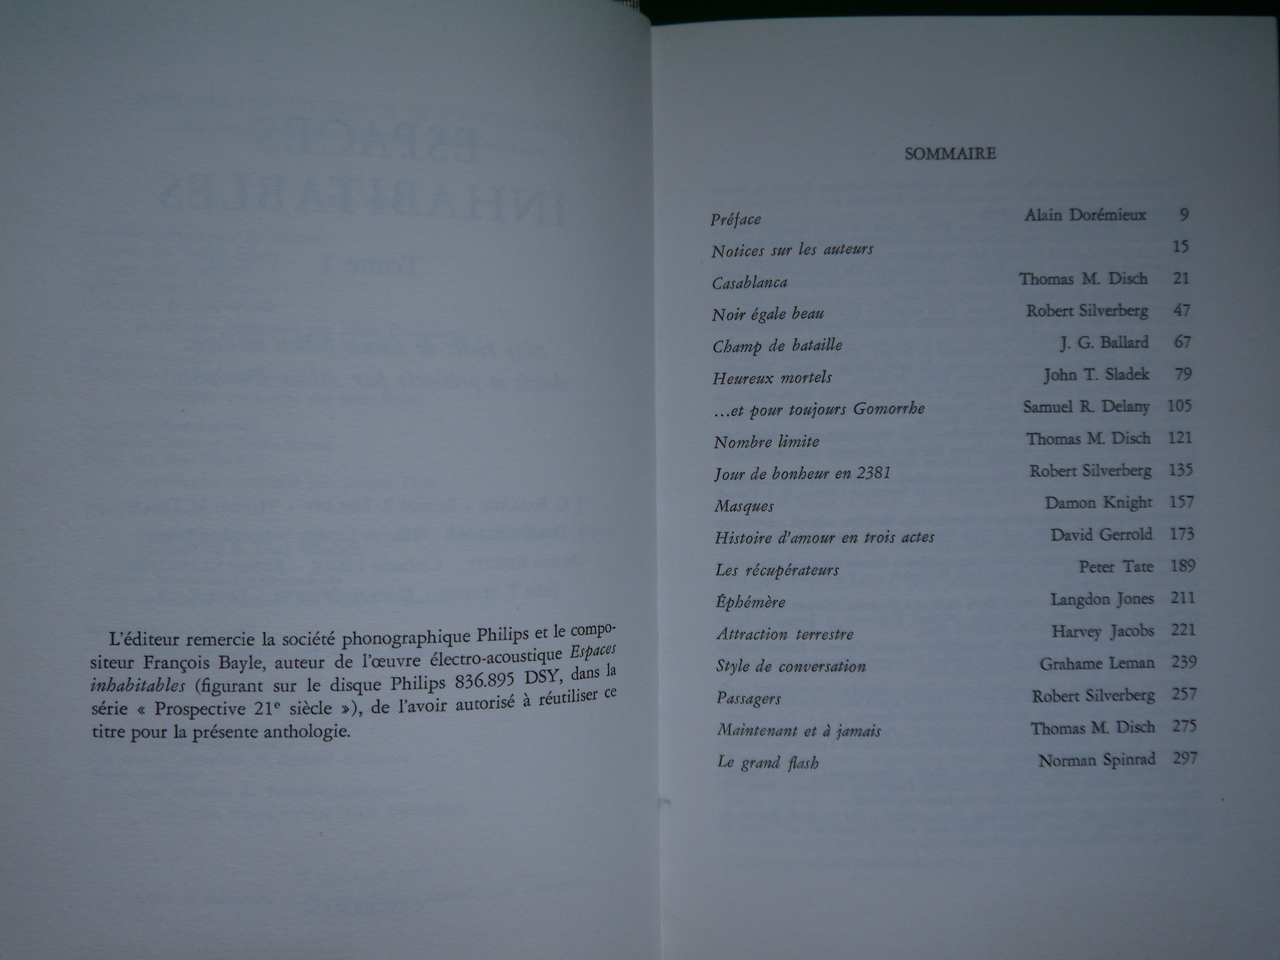 L'éditeur remercie la société phonographique Philips et le compo-
siteur François Bayle, auteur de l'œuvre électro-acoustique Espaces
inhabitables (figurant sur le disque Philips 836.895 DSY, dans la
série « Prospective 21e siècle »), de l'avoir autorisé à réutiliser ce
titre pour la présente anthologie.
SOMMAIRE
Préface Alain Dorémieux 9
Notices sur les auteurs 15
Casablanca Thomas M. Disch 21
Noir égale beau Robert Silverberg 47
Champ de bataille J. G. Ballard 67
Heureux mortels John T. Sladek 79
...et pour toujours Gomorrhe Samuel R. Delany 105
Nombre limite Thomas M. Disch 121
Jour de bonheur en 2381 Robert Silverberg 135
Masques Damon Knight 157
Histoire d'amour en trois actes David Gerrold 173
Les récupérateurs Peter Tate 189
Éphémère Langdon Jones 211
Attraction terrestre Harvey Jacobs 221
Style de conversation Grahame Leman 239
Passagers Robert Silverberg 257
Maintenant et à jamais Thomas M. Disch 275
Le grand flash Norman Spinrad 297